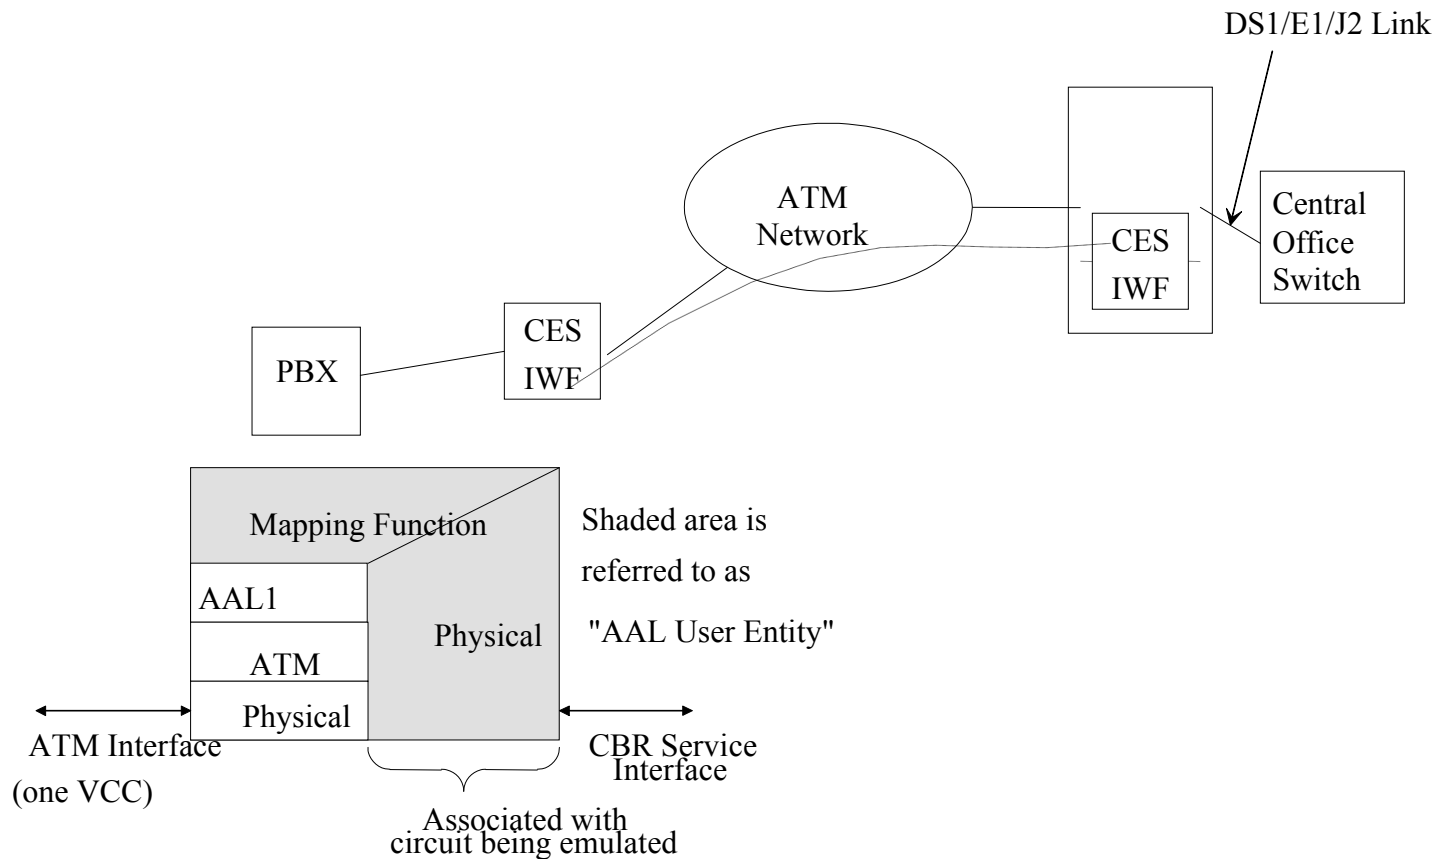 DS1/E1/J2 Link
ATM
Network
Central
Office
Switch
CES
IWF
CES
IWF
PBX
Mapping Function
Shaded area is
referred to as
"AAL User Entity"
AAL1
Physical
ATM
Physical
ATM Interface
(one VCC)
CBR Service
Interface
Associated with
circuit being emulated